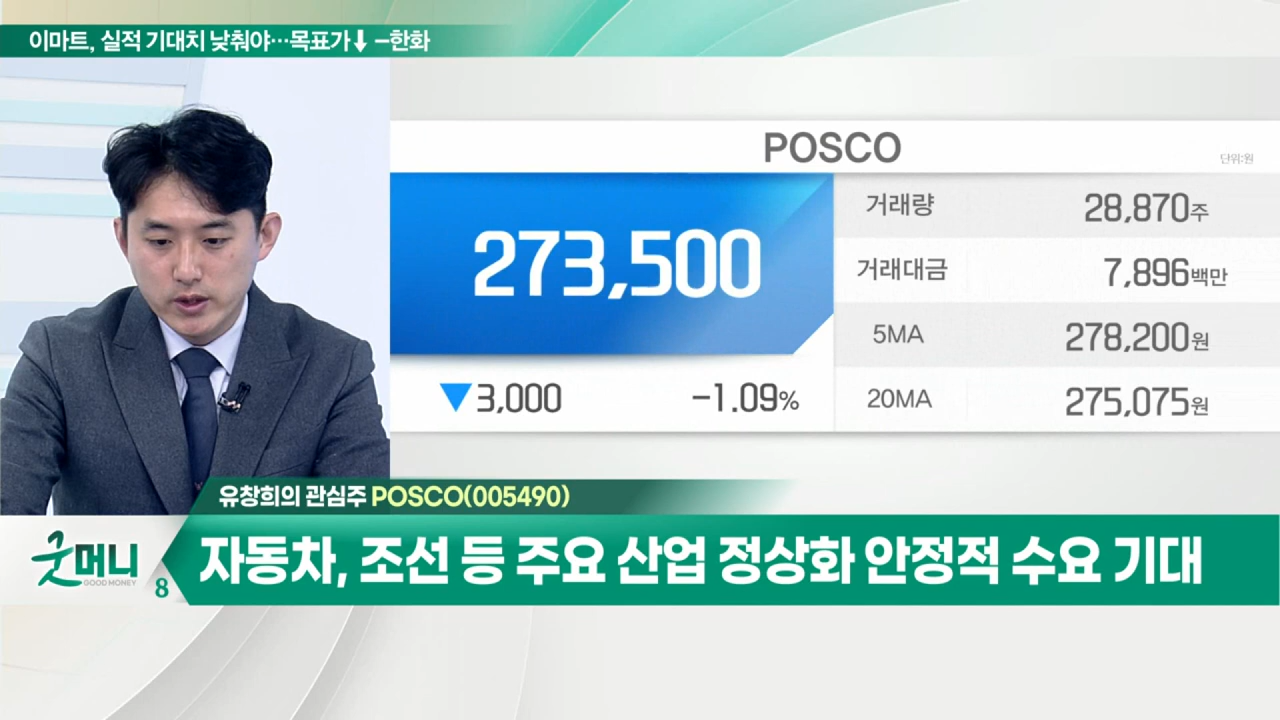 이마트, 실적 기대치 낮춰야…목표가⬇ -한화
POSCO
단위:원
273,500
▼3,000 -1.09%
거래량 28,870주
거래대금 7,896백만
5MA 278,200원
20MA 275,075원
유창희의 관심주 POSCO(005490)
굿머니
GOOD MONEY
8
자동차, 조선 등 주요 산업 정상화 안정적 수요 기대